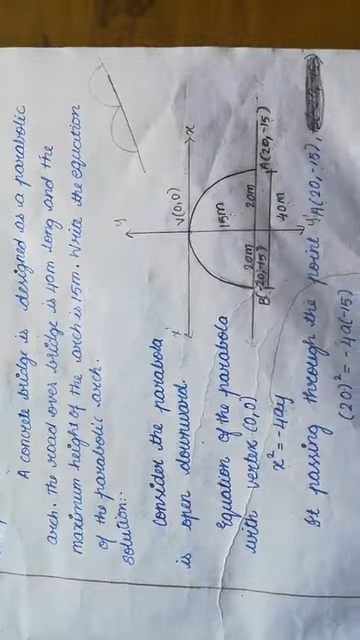 A concrete bridge is designed as a parabolic
arch. The road over bridge is 40m long and the
maximum height of the arch is 15m. Write the equation
of the parabolic arch.
Solution:-
Consider the parabola
is open downward.
Equation of the parabola
with vertex (0,0)
x² = -4ay
y
V(0,0)
x
15m
20m 20m
B(-20,-15) A(20,-15)
40m
y'
It passing through the point A(20,-15),
(20)² = -4a(-15)